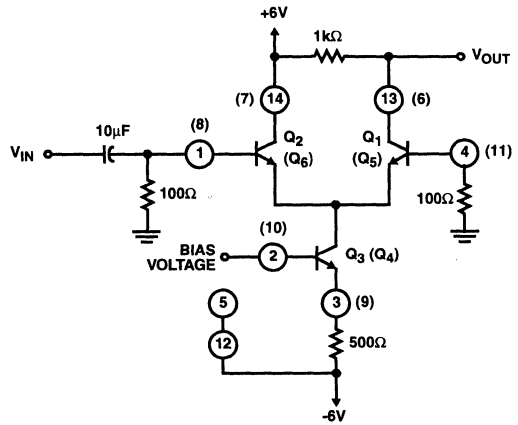 +6V
1kΩ
VOUT
(7) 14 13 (6)
10μF (8) Q2 Q1
VIN 1 (Q6) (Q5) 4 (11)
100Ω 100Ω
(10)
BIAS VOLTAGE 2 Q3 (Q4)
5 3 (9)
12 500Ω
-6V